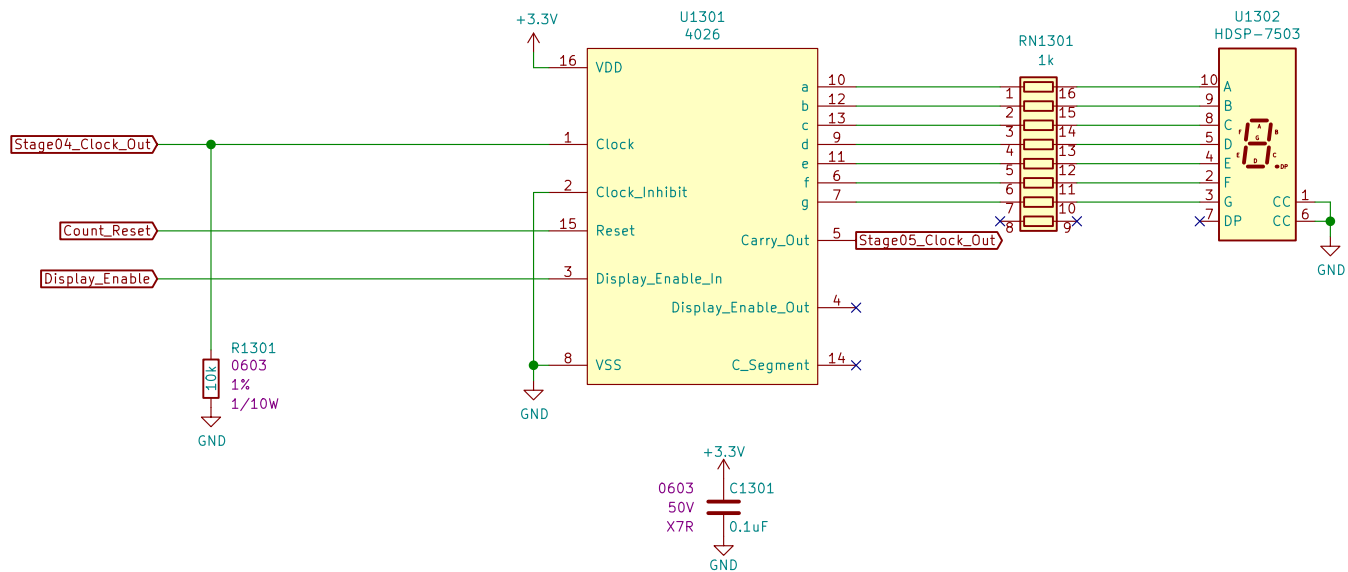 +3.3V
U1301
4026
16
VDD
Stage04_Clock_Out
1
Clock
2
Clock_Inhibit
Count_Reset
15
Reset
Display_Enable
3
Display_Enable_In
8
VSS
GND
a
10
b
12
c
13
d
9
e
11
f
6
g
7
Carry_Out
5
Stage05_Clock_Out
Display_Enable_Out
4
C_Segment
14
RN1301
1k
1
16
2
15
3
14
4
13
5
12
6
11
7
10
8
9
U1302
HDSP-7503
10
A
9
B
8
C
5
D
4
E
2
F
3
G
7
DP
A
F
B
G
E
C
D
DP
CC
1
CC
6
GND
R1301
10k
0603
1%
1/10W
GND
+3.3V
0603
C1301
50V
X7R
0.1uF
GND